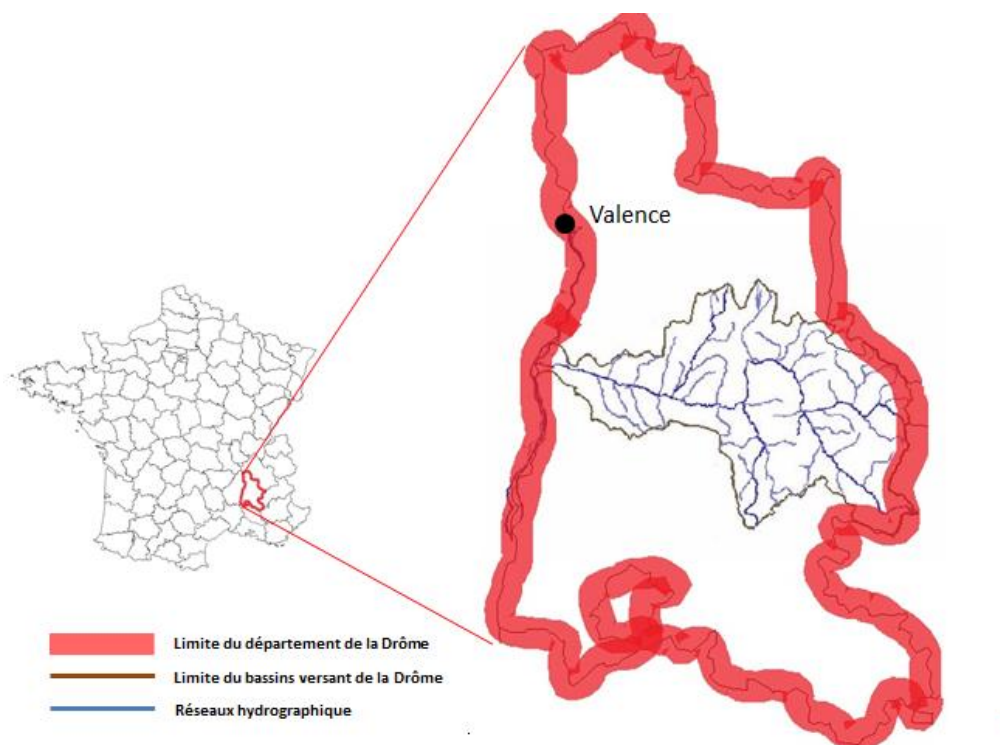 Valence
Limite du département de la Drôme
Limite du bassins versant de la Drôme
Réseaux hydrographique